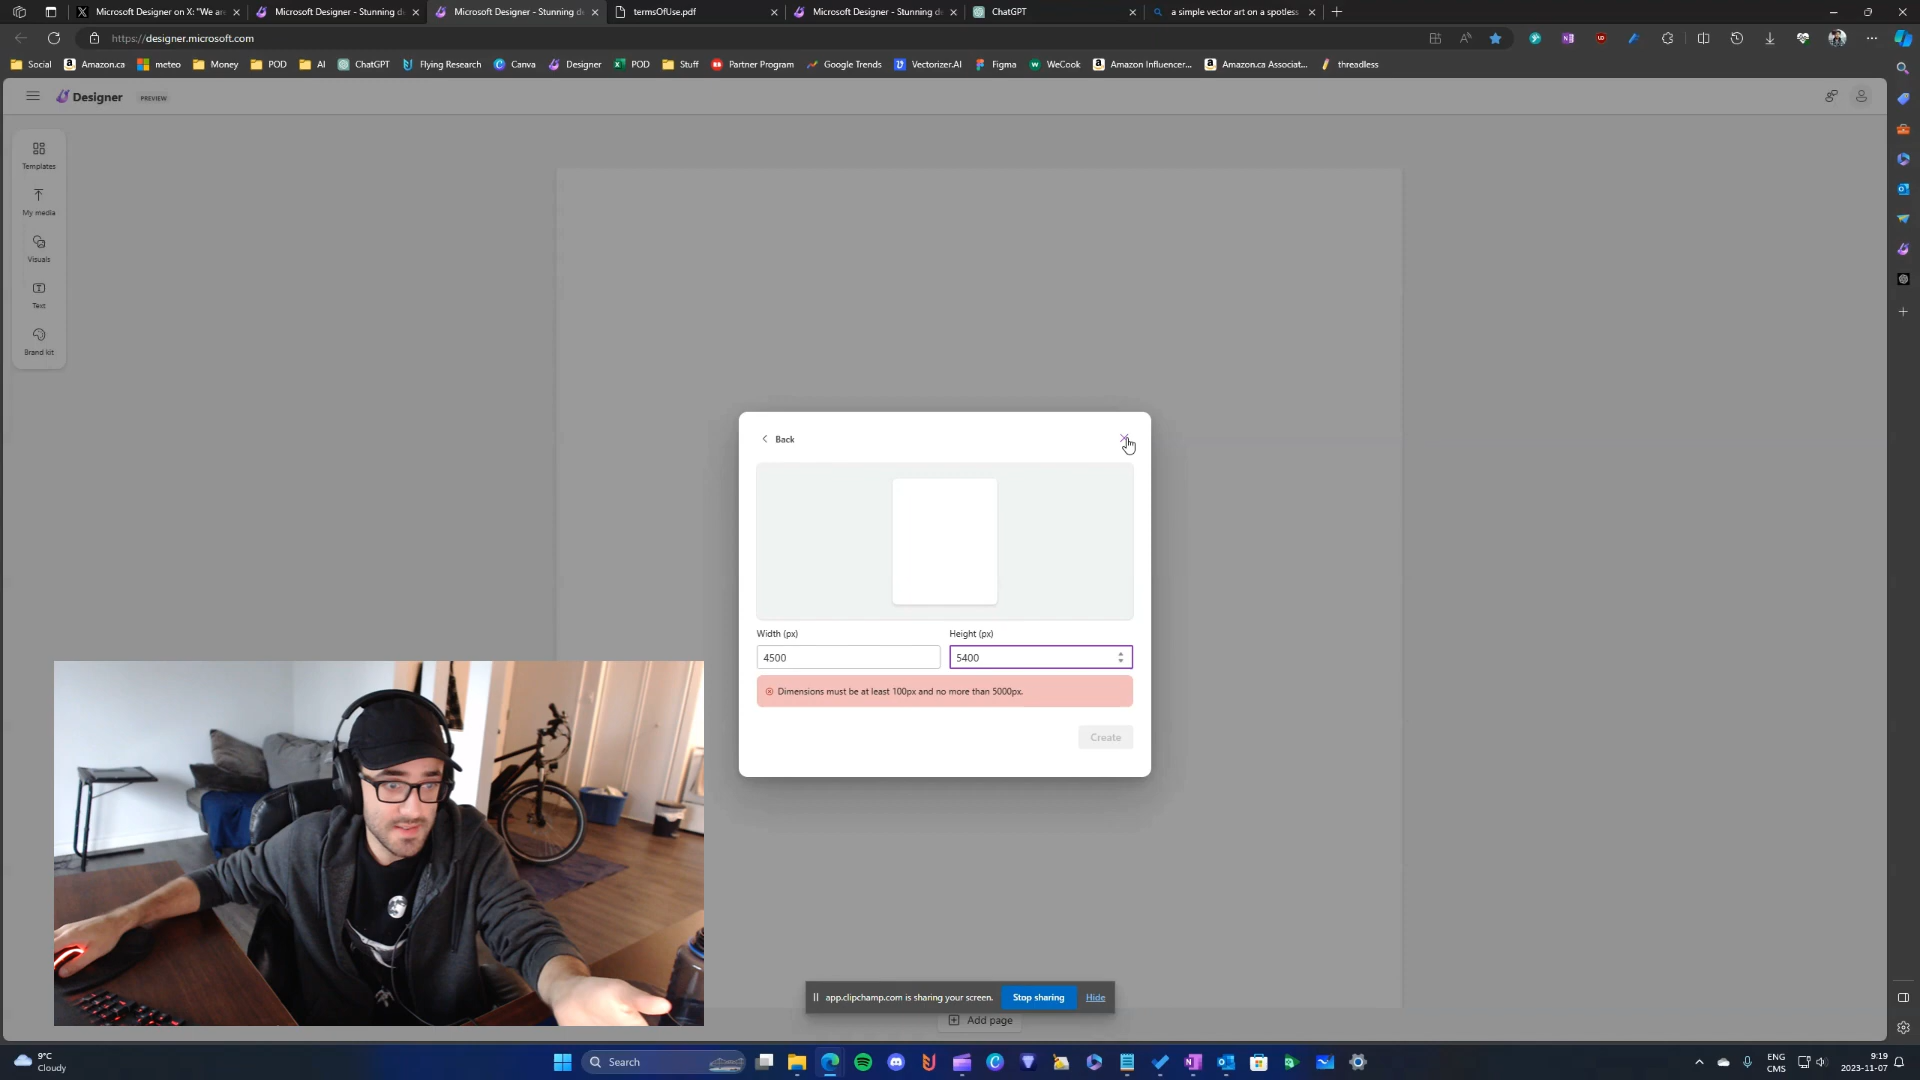 Microsoft Designer on X: "We ar
Microsoft Designer - Stunning de
Microsoft Designer - Stunning de
termsOfUse.pdf
Microsoft Designer - Stunning de
ChatGPT
a simple vector art on a spotless
https://designer.microsoft.com
Social
Amazon.ca
meteo
Money
POD
AI
ChatGPT
Flying Research
Canva
Designer
POD
Stuff
Partner Program
Google Trends
Vectorizer.AI
Figma
WeCook
Amazon Influencer...
Amazon.ca Associat...
threadless
Designer
PREVIEW
Templates
My media
Visuals
Text
Brand kit
Back
Width (px)
Height (px)
4500
5400
Dimensions must be at least 100px and no more than 5000px.
Create
app.clipchamp.com is sharing your screen.
Stop sharing
Hide
Add page
9°C
Cloudy
Search
ENG
CMS
9:19
2023-11-07